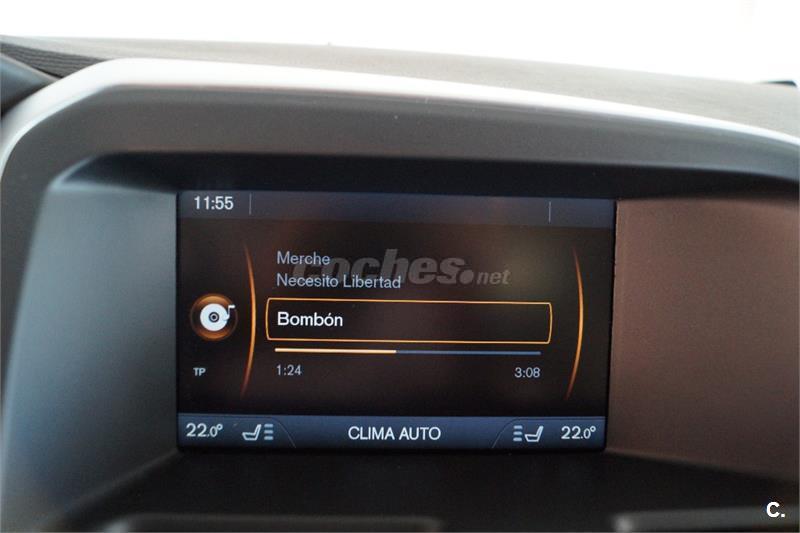 11:55
Merche
coches.net
Necesito Libertad
Bombón
TP
1:24
3:08
22.0°
CLIMA AUTO
22.0°
C.